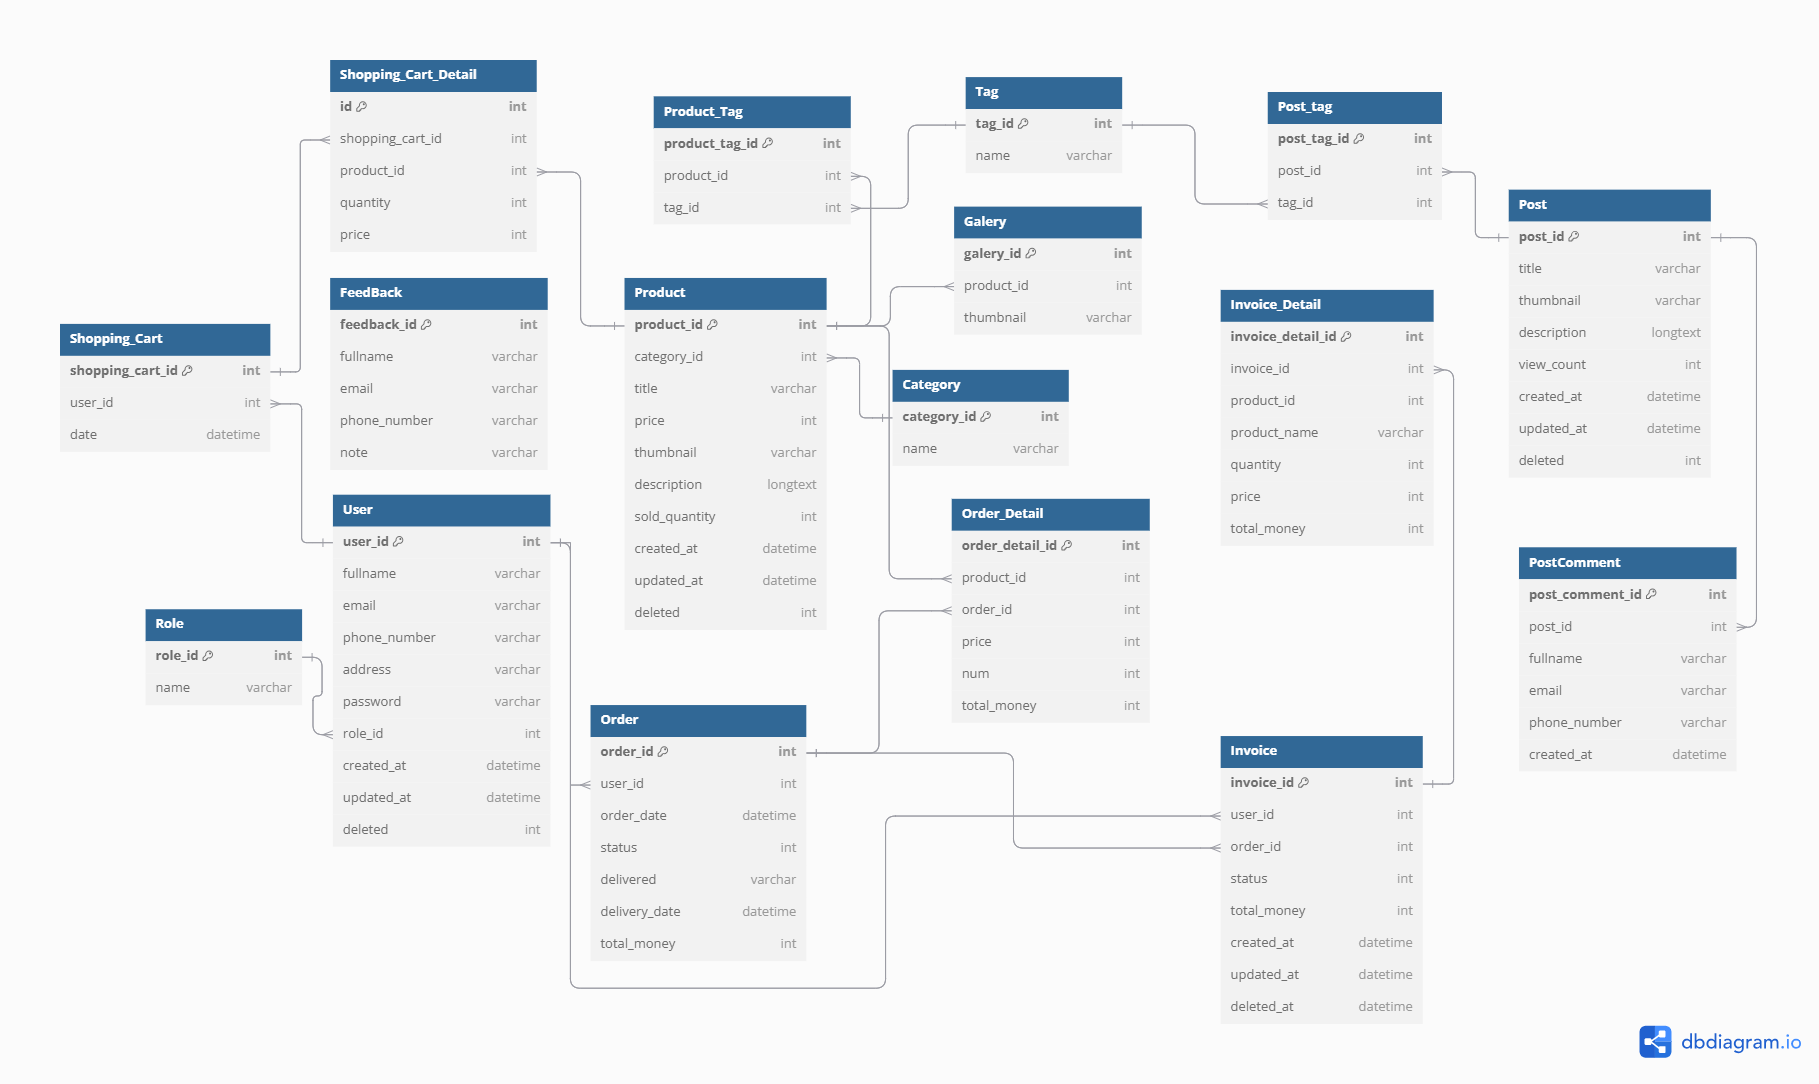 Shopping_Cart_Detail
id int
shopping_cart_id int
product_id int
quantity int
price int
Product_Tag
product_tag_id int
product_id int
tag_id int
Tag
tag_id int
name varchar
Post_tag
post_tag_id int
post_id int
tag_id int
Post
post_id int
title varchar
thumbnail varchar
description longtext
view_count int
created_at datetime
updated_at datetime
deleted int
Galery
galery_id int
product_id int
thumbnail varchar
FeedBack
feedback_id int
fullname varchar
email varchar
phone_number varchar
note varchar
Product
product_id int
category_id int
title varchar
price int
thumbnail varchar
description longtext
sold_quantity int
created_at datetime
updated_at datetime
deleted int
Invoice_Detail
invoice_detail_id int
invoice_id int
product_id int
product_name varchar
quantity int
price int
total_money int
Shopping_Cart
shopping_cart_id int
user_id int
date datetime
Category
category_id int
name varchar
User
user_id int
fullname varchar
email varchar
phone_number varchar
address varchar
password varchar
role_id int
created_at datetime
updated_at datetime
deleted int
Order_Detail
order_detail_id int
product_id int
order_id int
price int
num int
total_money int
PostComment
post_comment_id int
post_id int
fullname varchar
email varchar
phone_number varchar
created_at datetime
Role
role_id int
name varchar
Order
order_id int
user_id int
order_date datetime
status int
delivered varchar
delivery_date datetime
total_money int
Invoice
invoice_id int
user_id int
order_id int
status int
total_money int
created_at datetime
updated_at datetime
deleted_at datetime
dbdiagram.io